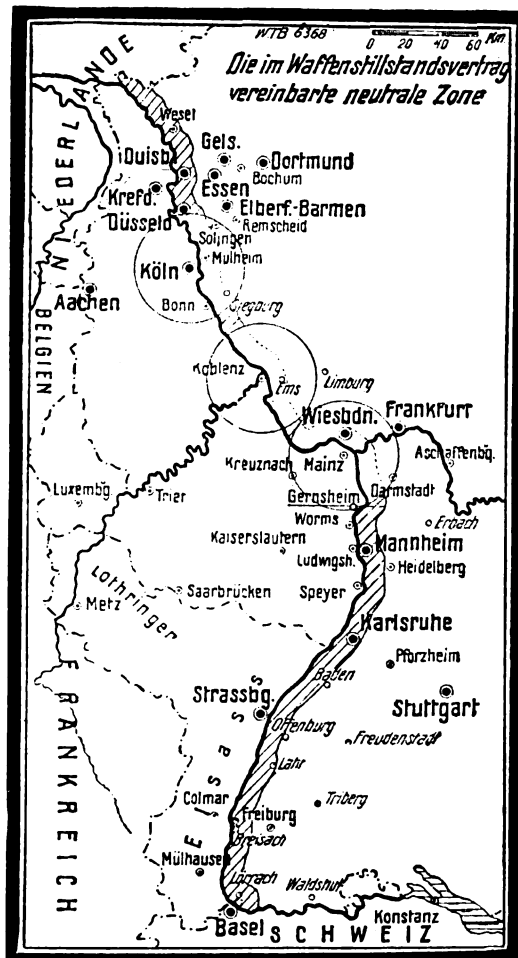 WTB 6368
0 20 40 60 Km
Die im Waffenstillstandsvertrag
vereinbarte neutrale Zone
NIEDERLANDE
Wesel
Gels.
Duisb.
Dortmund
Bochum
Essen
Krefd.
Elberf.-Barmen
Düsseld
Remscheid
Solingen
Mülheim
Köln
Aachen
Bonn
Siegburg
BELGIEN
Koblenz
Ems
Limburg
Wiesbdn.
Frankfurt
Mainz
Aschaffenbg.
Kreuznach
Luxembg
Trier
Gernsheim
Darmstadt
Worms
Erbach
Kaiserslautern
Mannheim
Ludwigsh.
Heidelberg
Lothringen
Speyer
Saarbrücken
Metz
Karlsruhe
Pforzheim
Baden
Strassbg.
Stuttgart
Offenburg
Freudenstadt
FRANKREICH
Elsass
Lahr
Colmar
Triberg
Freiburg
Breisach
Mülhausen
Lörrach
Waldshut
Basel
Konstanz
SCHWEIZ